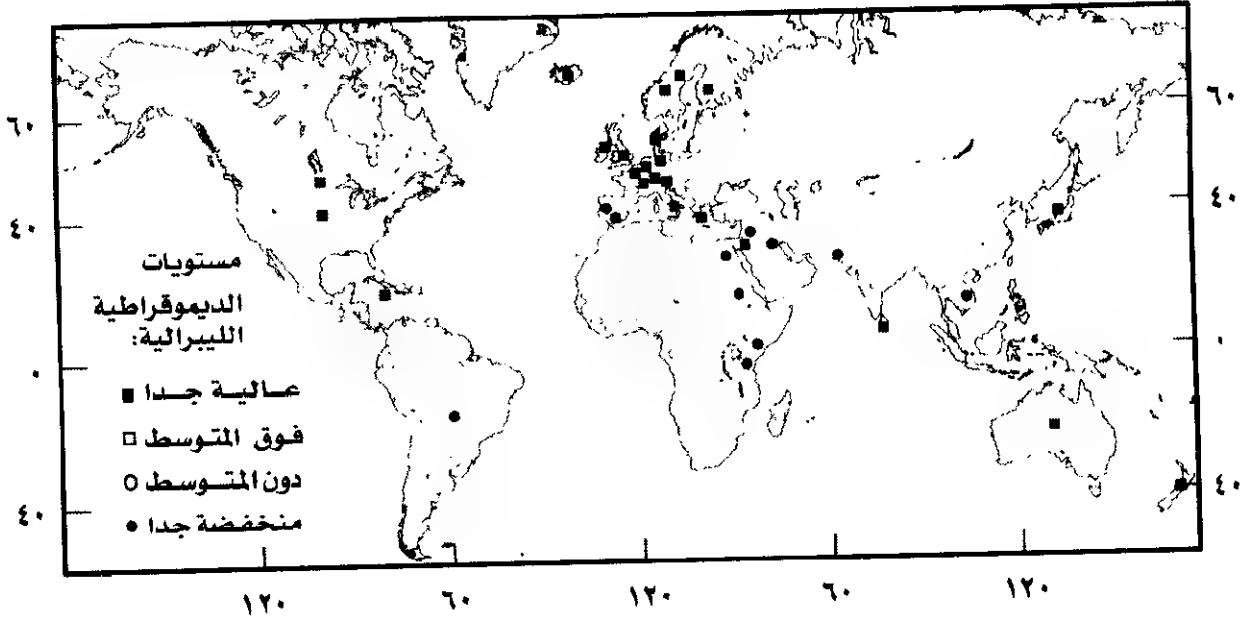 ٦٠
٤٠
٠
٤٠
٦٠
٤٠
٠
٤٠
مستويات
الديموقراطية
الليبرالية:
عالية جدا
فوق المتوسط
دون المتوسط
منخفضة جدا
١٢٠
٦٠
١٢٠
٦٠
١٢٠